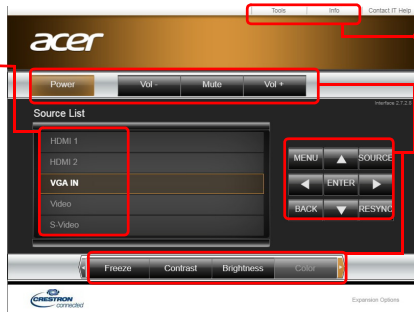 Tools Info Contact IT Help
acer
Power Vol - Mute Vol +
Interface 2.7.2.8
Source List
HDMI 1
HDMI 2
VGA IN
Video
S-Video
MENU SOURCE
ENTER
BACK RESYNC
Freeze Contrast Brightness Color
CRESTRON
connected
Expansion Options